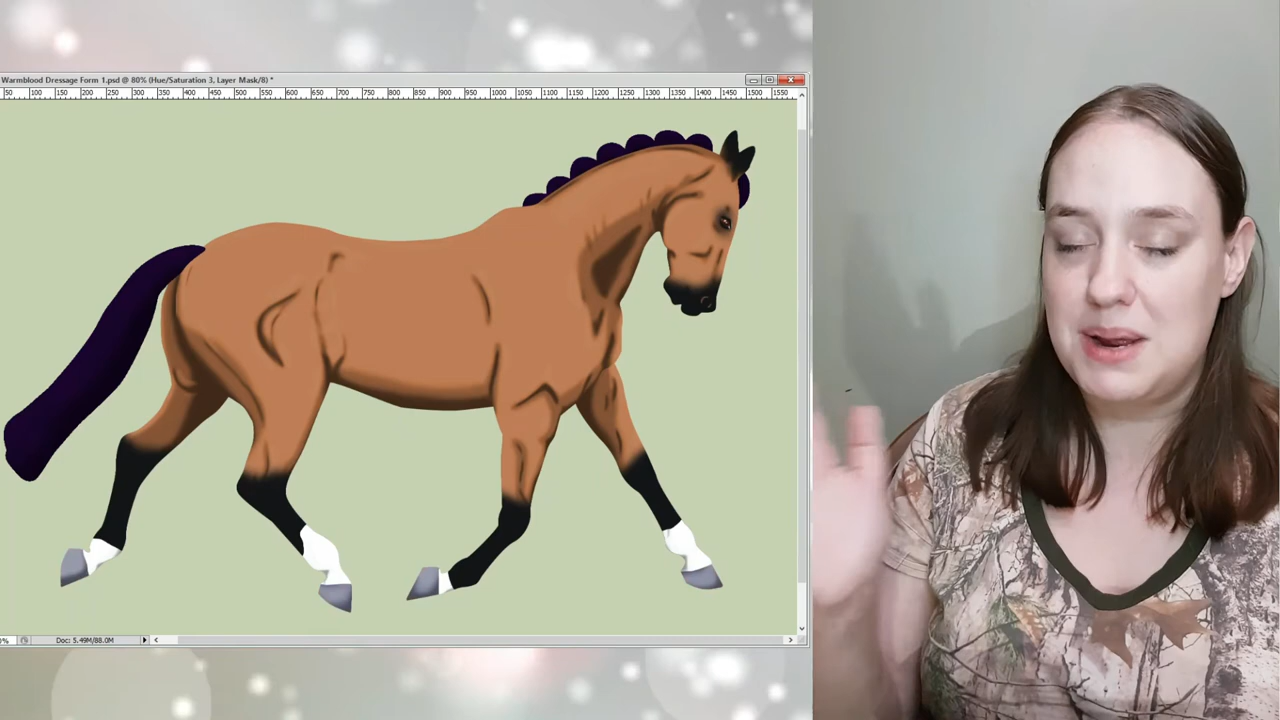 Warmblood Dressage Form 1.psd @ 80% (Hue/Saturation 3, Layer Mask/8) *
50 100 150 200 250 300 350 400 450 500 550 600 650 700 750 800 850 900 950 1000 1050 1100 1150 1200 1250 1300 1350 1400 1450 1500 1550
0% Doc: 5.49M/88.0M